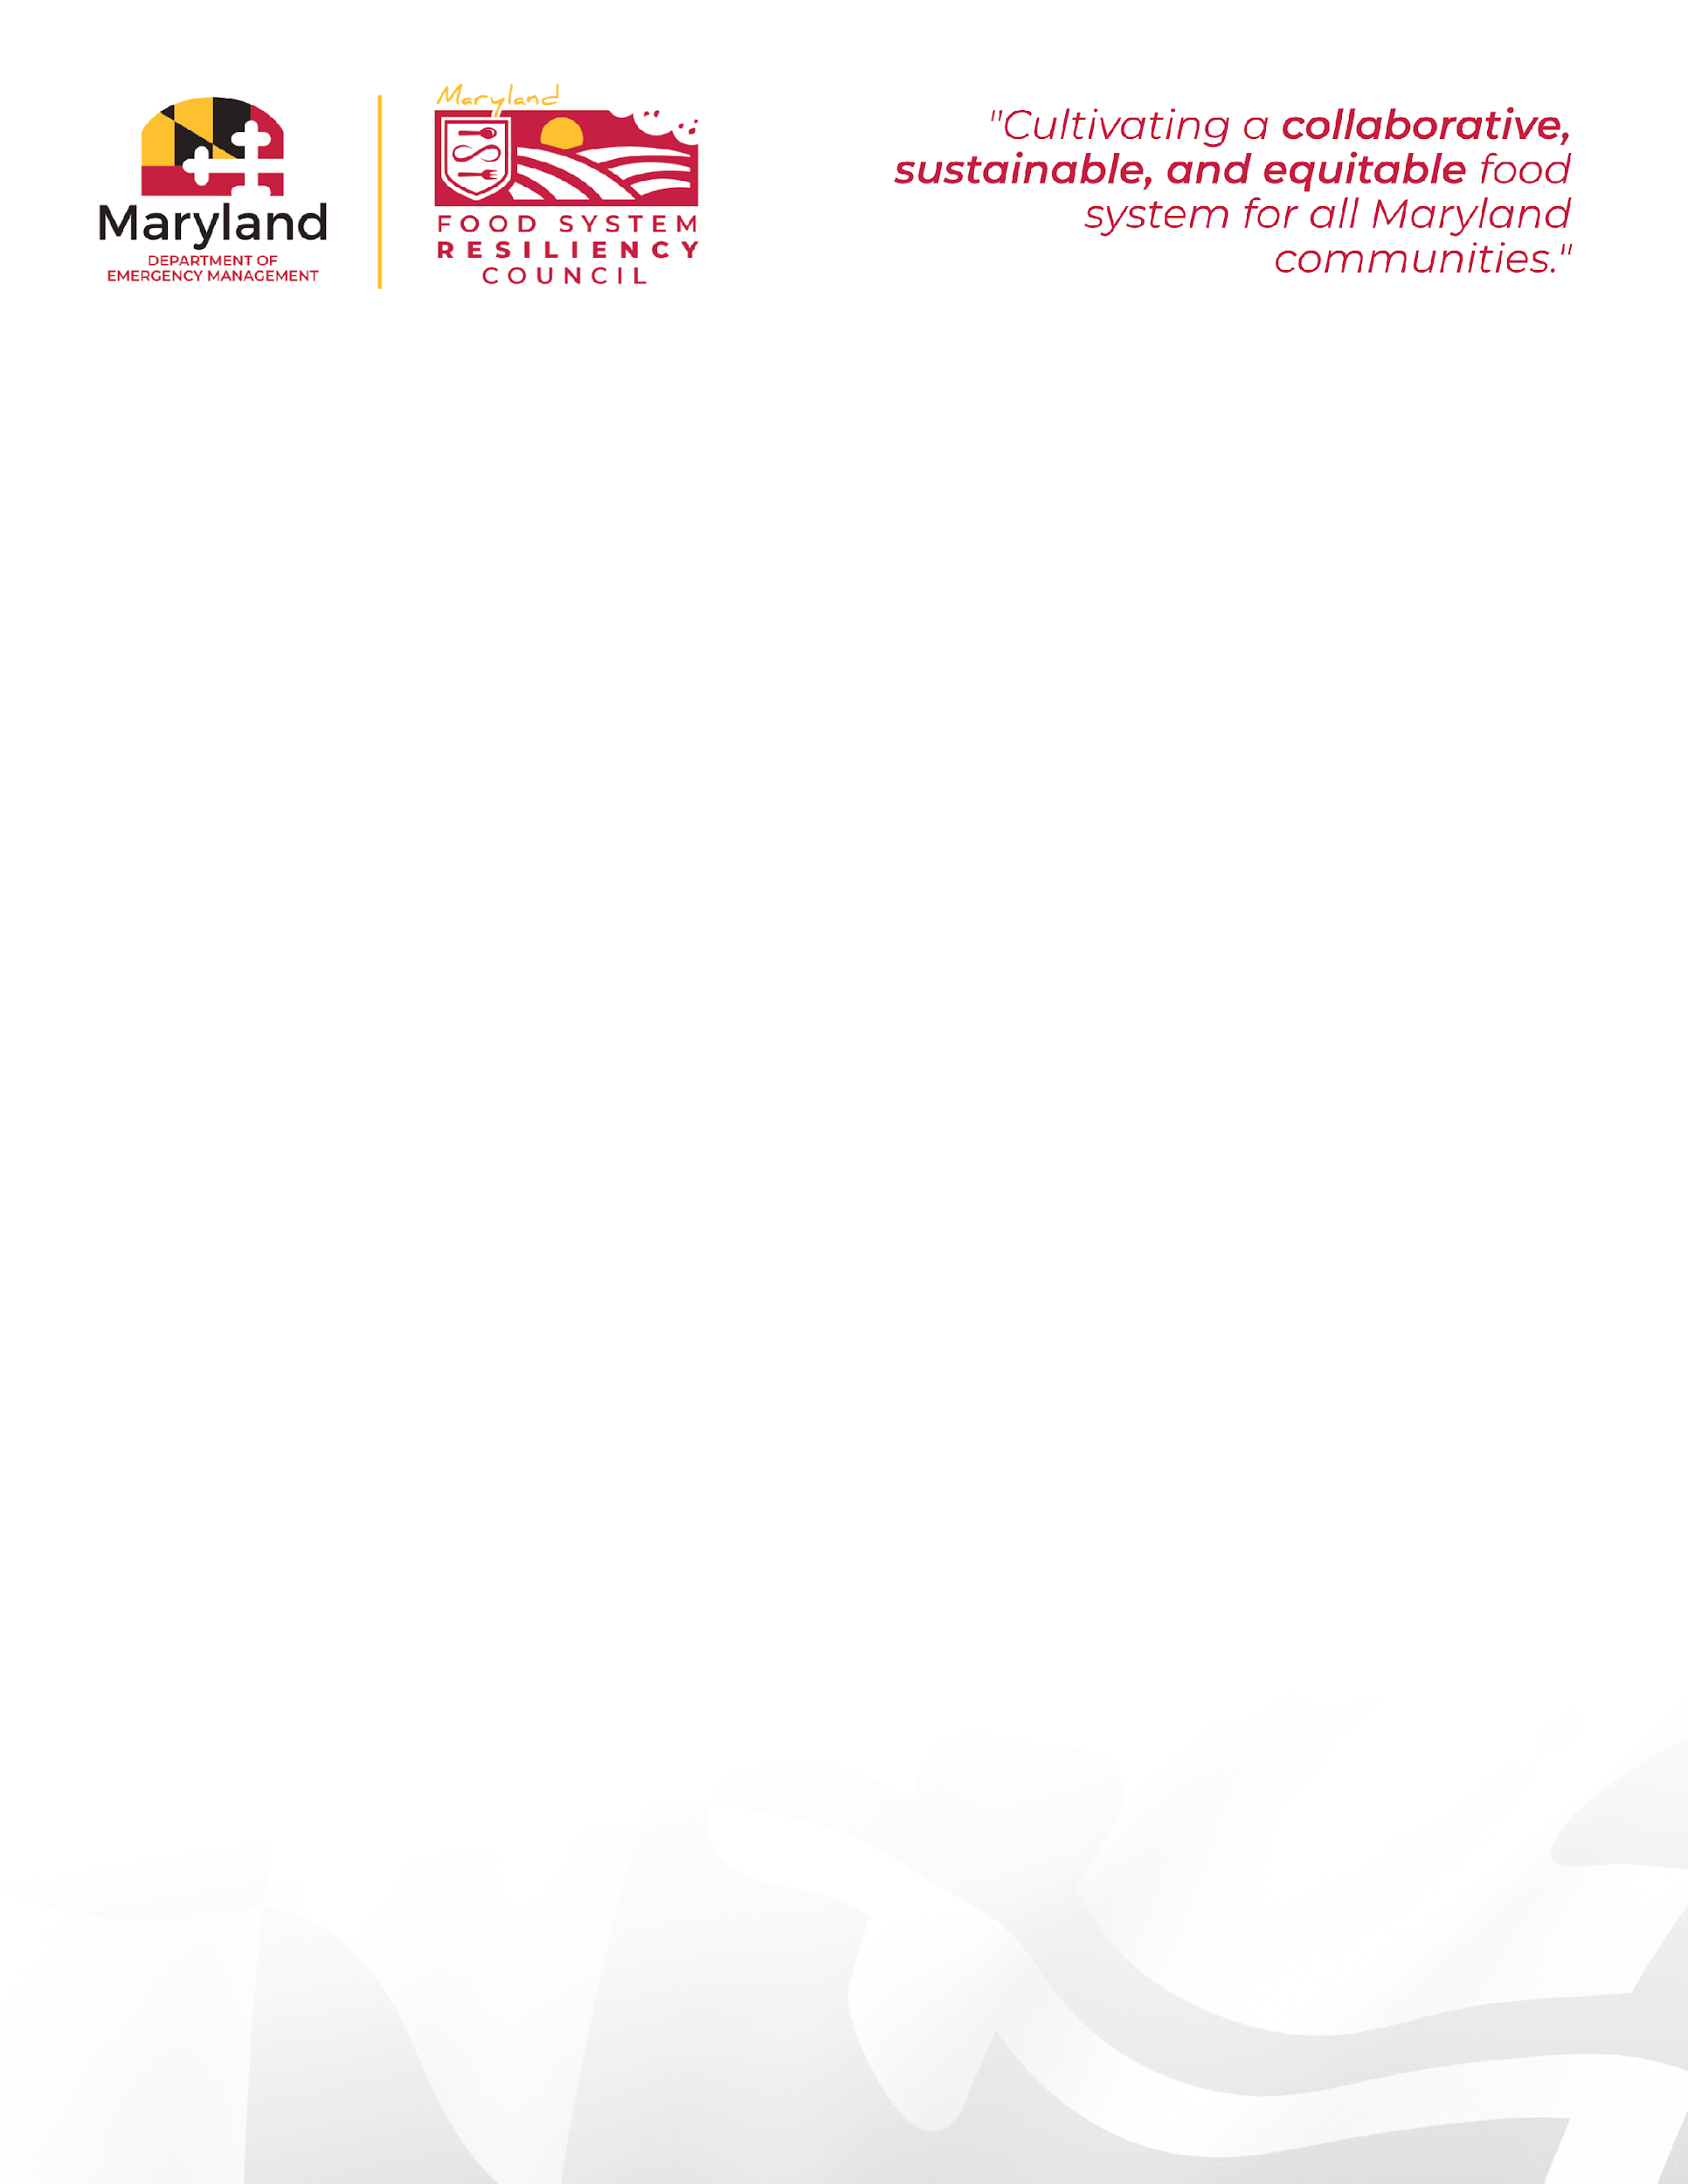 Maryland
DEPARTMENT OF
EMERGENCY MANAGEMENT
Maryland
FOOD SYSTEM
RESILIENCY
COUNCIL
"Cultivating a collaborative,
sustainable, and equitable food
system for all Maryland
communities."